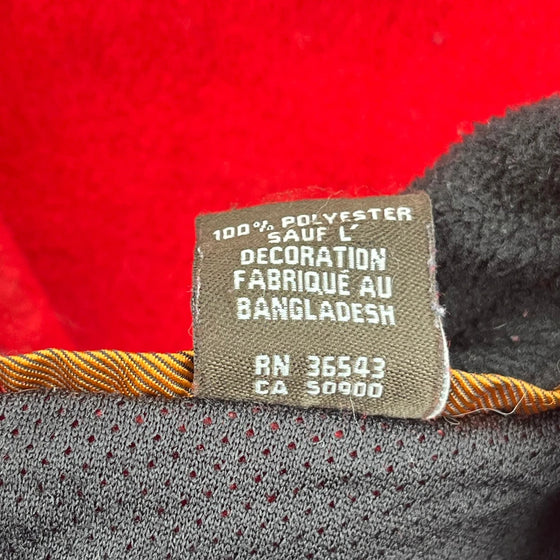 100% POLYESTER
SAUF L'
DECORATION
FABRIQUÉ AU
BANGLADESH
RN 36543
CA 50900